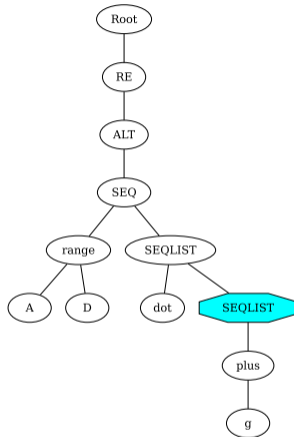 Root
RE
ALT
SEQ
range SEQLIST
A D dot SEQLIST
plus
g